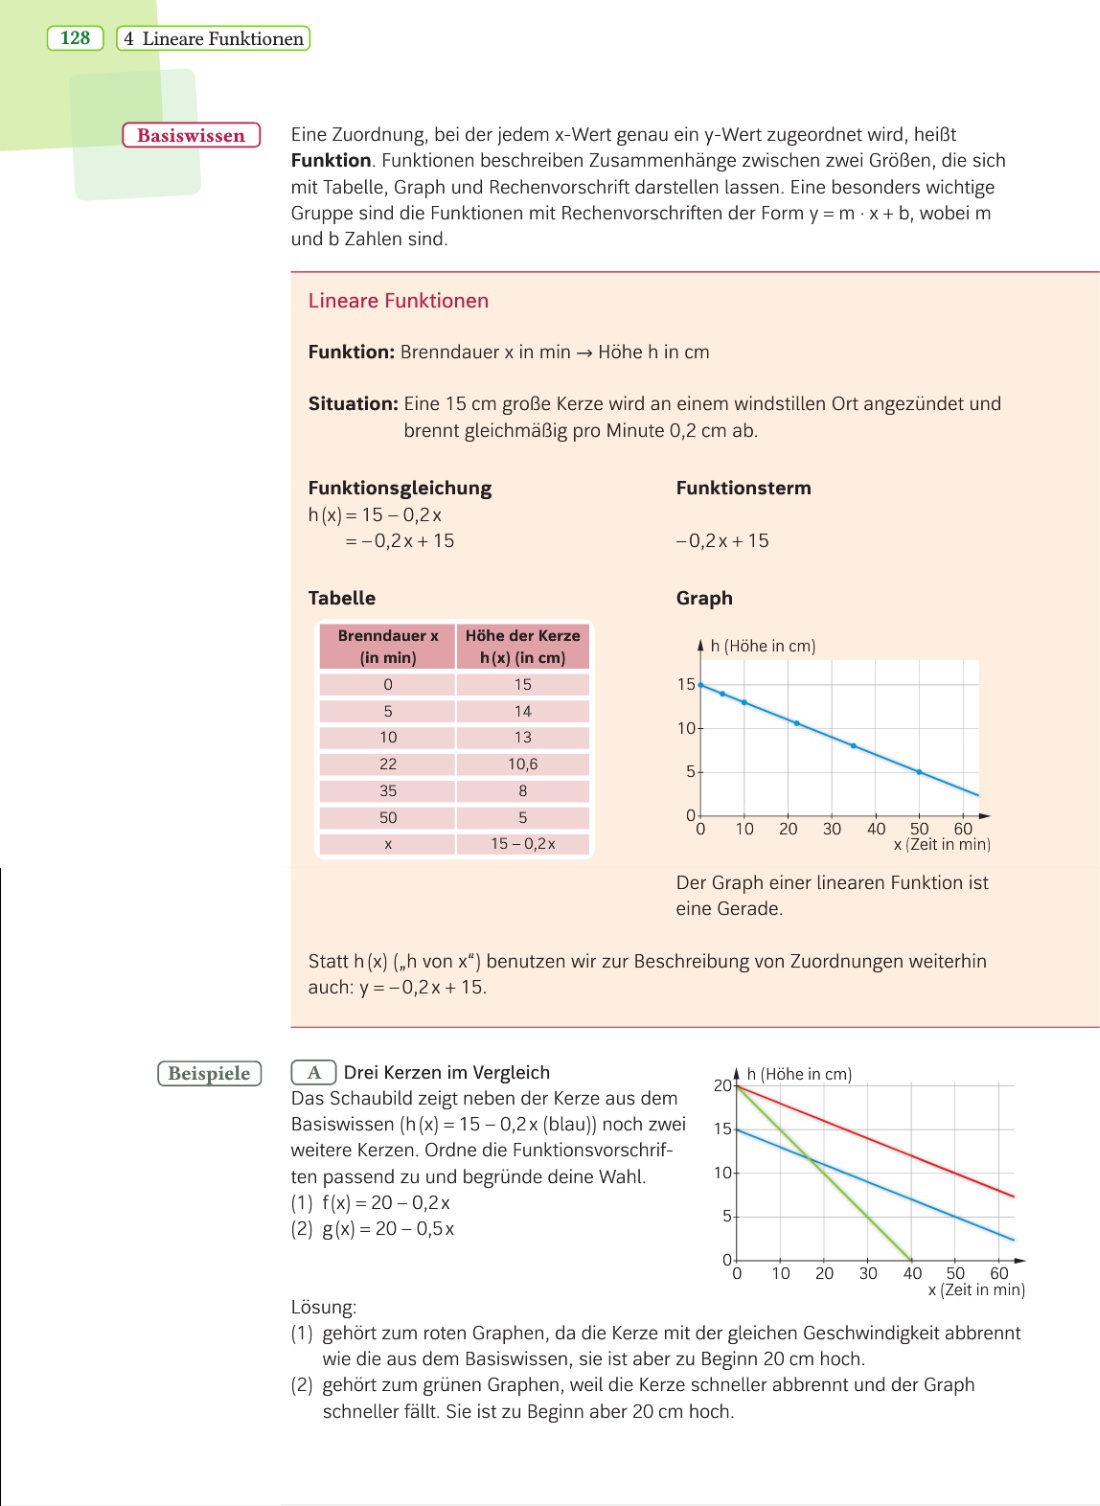 128
4 Lineare Funktionen
Basiswissen
Eine Zuordnung, bei der jedem x-Wert genau ein y-Wert zugeordnet wird, heißt
Funktion. Funktionen beschreiben Zusammenhänge zwischen zwei Größen, die sich
mit Tabelle, Graph und Rechenvorschrift darstellen lassen. Eine besonders wichtige
Gruppe sind die Funktionen mit Rechenvorschriften der Form y = m · x + b, wobei m
und b Zahlen sind.
Lineare Funktionen
Funktion: Brenndauer x in min → Höhe h in cm
Situation: Eine 15 cm große Kerze wird an einem windstillen Ort angezündet und
brennt gleichmäßig pro Minute 0,2 cm ab.
Funktionsgleichung
h(x) = 15 – 0,2x
= –0,2x + 15
Funktionsterm
–0,2x + 15
Tabelle
Brenndauer x Höhe der Kerze
(in min) h(x) (in cm)
0 15
5 14
10 13
22 10,6
35 8
50 5
x 15 – 0,2x
Graph
h (Höhe in cm)
15
10
5
0
0 10 20 30 40 50 60
x (Zeit in min)
Der Graph einer linearen Funktion ist
eine Gerade.
Statt h(x) („h von x“) benutzen wir zur Beschreibung von Zuordnungen weiterhin
auch: y = –0,2x + 15.
Beispiele
A Drei Kerzen im Vergleich
Das Schaubild zeigt neben der Kerze aus dem
Basiswissen (h(x) = 15 – 0,2x (blau)) noch zwei
weitere Kerzen. Ordne die Funktionsvorschrif-
ten passend zu und begründe deine Wahl.
(1) f(x) = 20 – 0,2x
(2) g(x) = 20 – 0,5x
h (Höhe in cm)
20
15
10
5
0
0 10 20 30 40 50 60
x (Zeit in min)
Lösung:
(1) gehört zum roten Graphen, da die Kerze mit der gleichen Geschwindigkeit abbrennt
wie die aus dem Basiswissen, sie ist aber zu Beginn 20 cm hoch.
(2) gehört zum grünen Graphen, weil die Kerze schneller abbrennt und der Graph
schneller fällt. Sie ist zu Beginn aber 20 cm hoch.